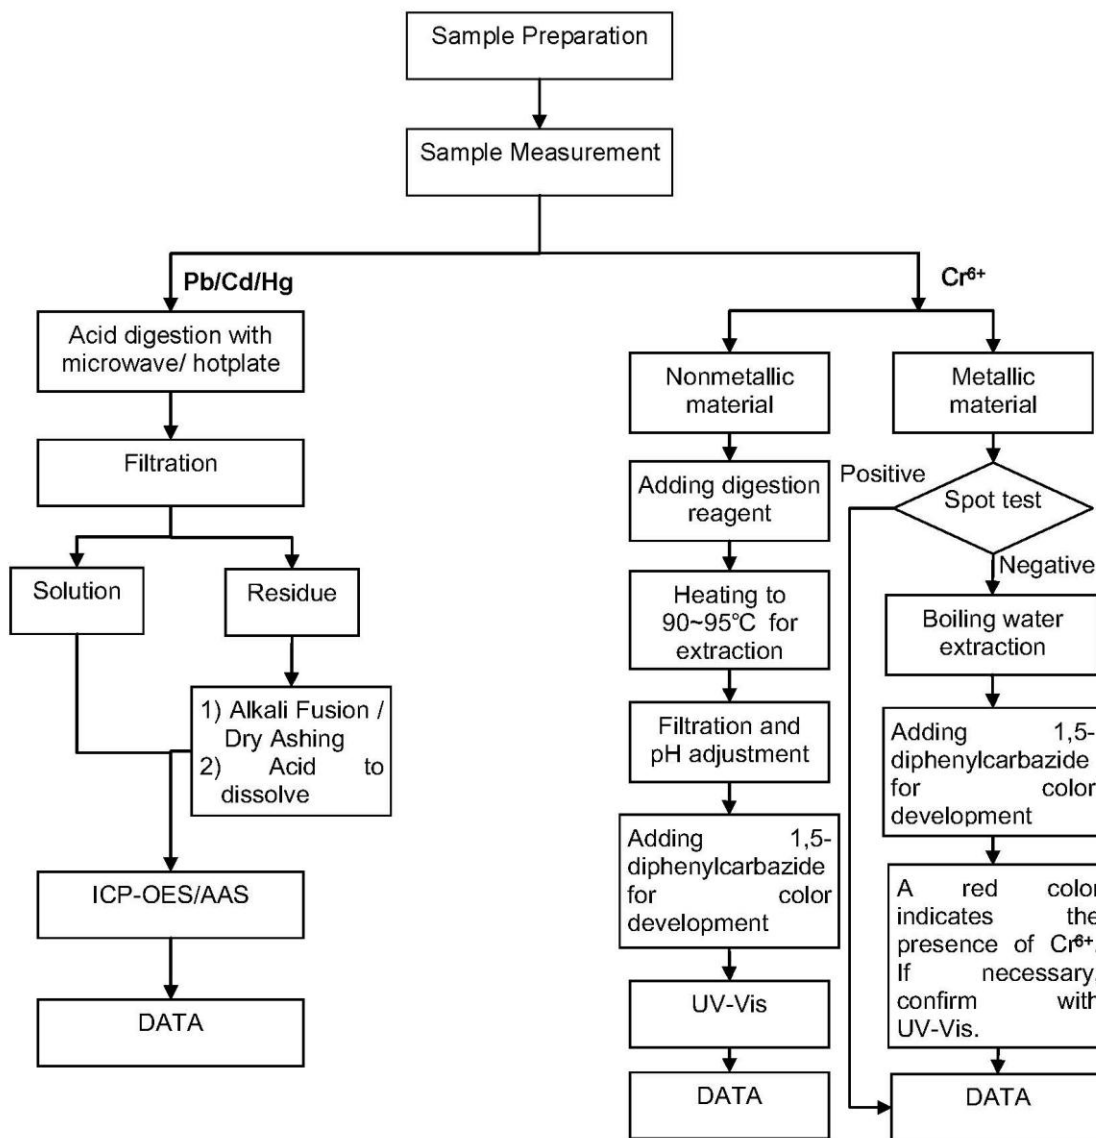 Sample Preparation
Sample Measurement
Pb/Cd/Hg
Acid digestion with
microwave/ hotplate
Filtration
Solution
Residue
1) Alkali Fusion /
Dry Ashing
2) Acid to
dissolve
ICP-OES/AAS
DATA
Cr⁶⁺
Nonmetallic
material
Adding digestion
reagent
Heating to
90~95℃ for
extraction
Filtration and
pH adjustment
Adding 1,5-
diphenylcarbazide
for color
development
UV-Vis
DATA
Metallic
material
Spot test
Positive
Negative
Boiling water
extraction
Adding 1,5-
diphenylcarbazide
for color
development
A red color
indicates the
presence of Cr⁶⁺.
If necessary,
confirm with
UV-Vis.
DATA